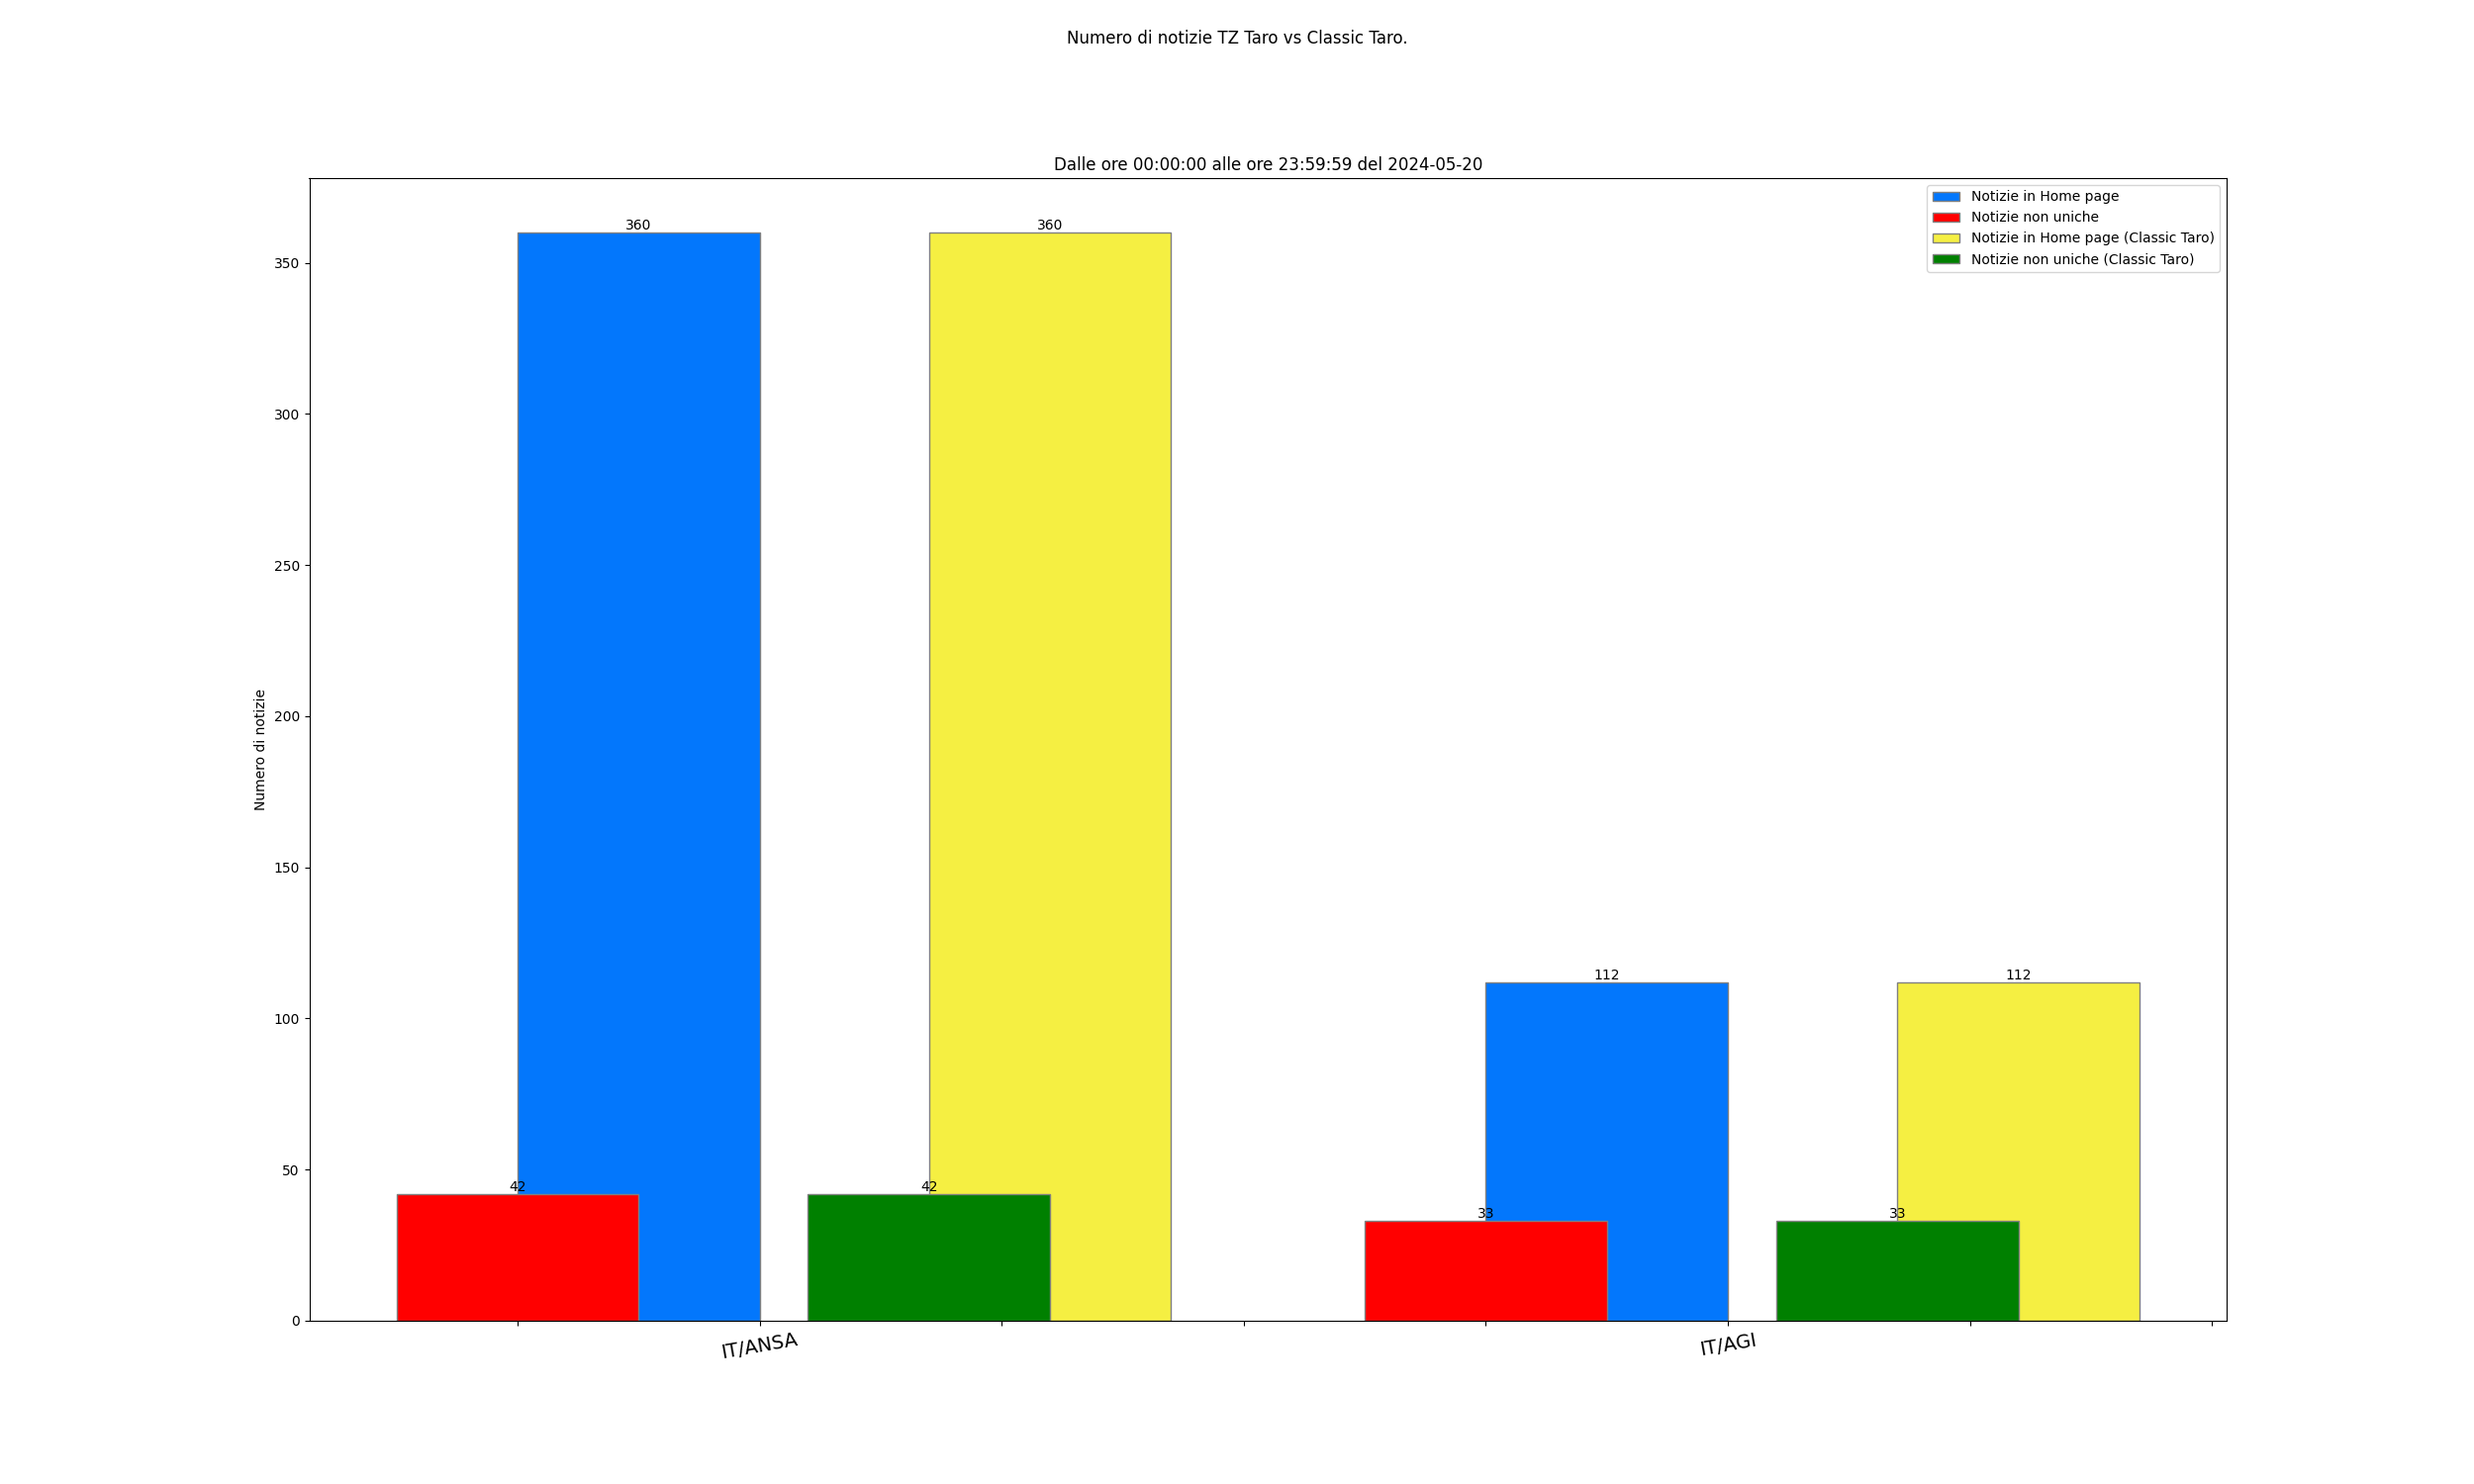 Numero di notizie TZ Taro vs Classic Taro.
Dalle ore 00:00:00 alle ore 23:59:59 del 2024-05-20
Notizie in Home page
Notizie non uniche
Notizie in Home page (Classic Taro)
Notizie non uniche (Classic Taro)
Numero di notizie
350
300
250
200
150
100
50
0
360
360
42
42
112
112
33
33
IT/ANSA
IT/AGI